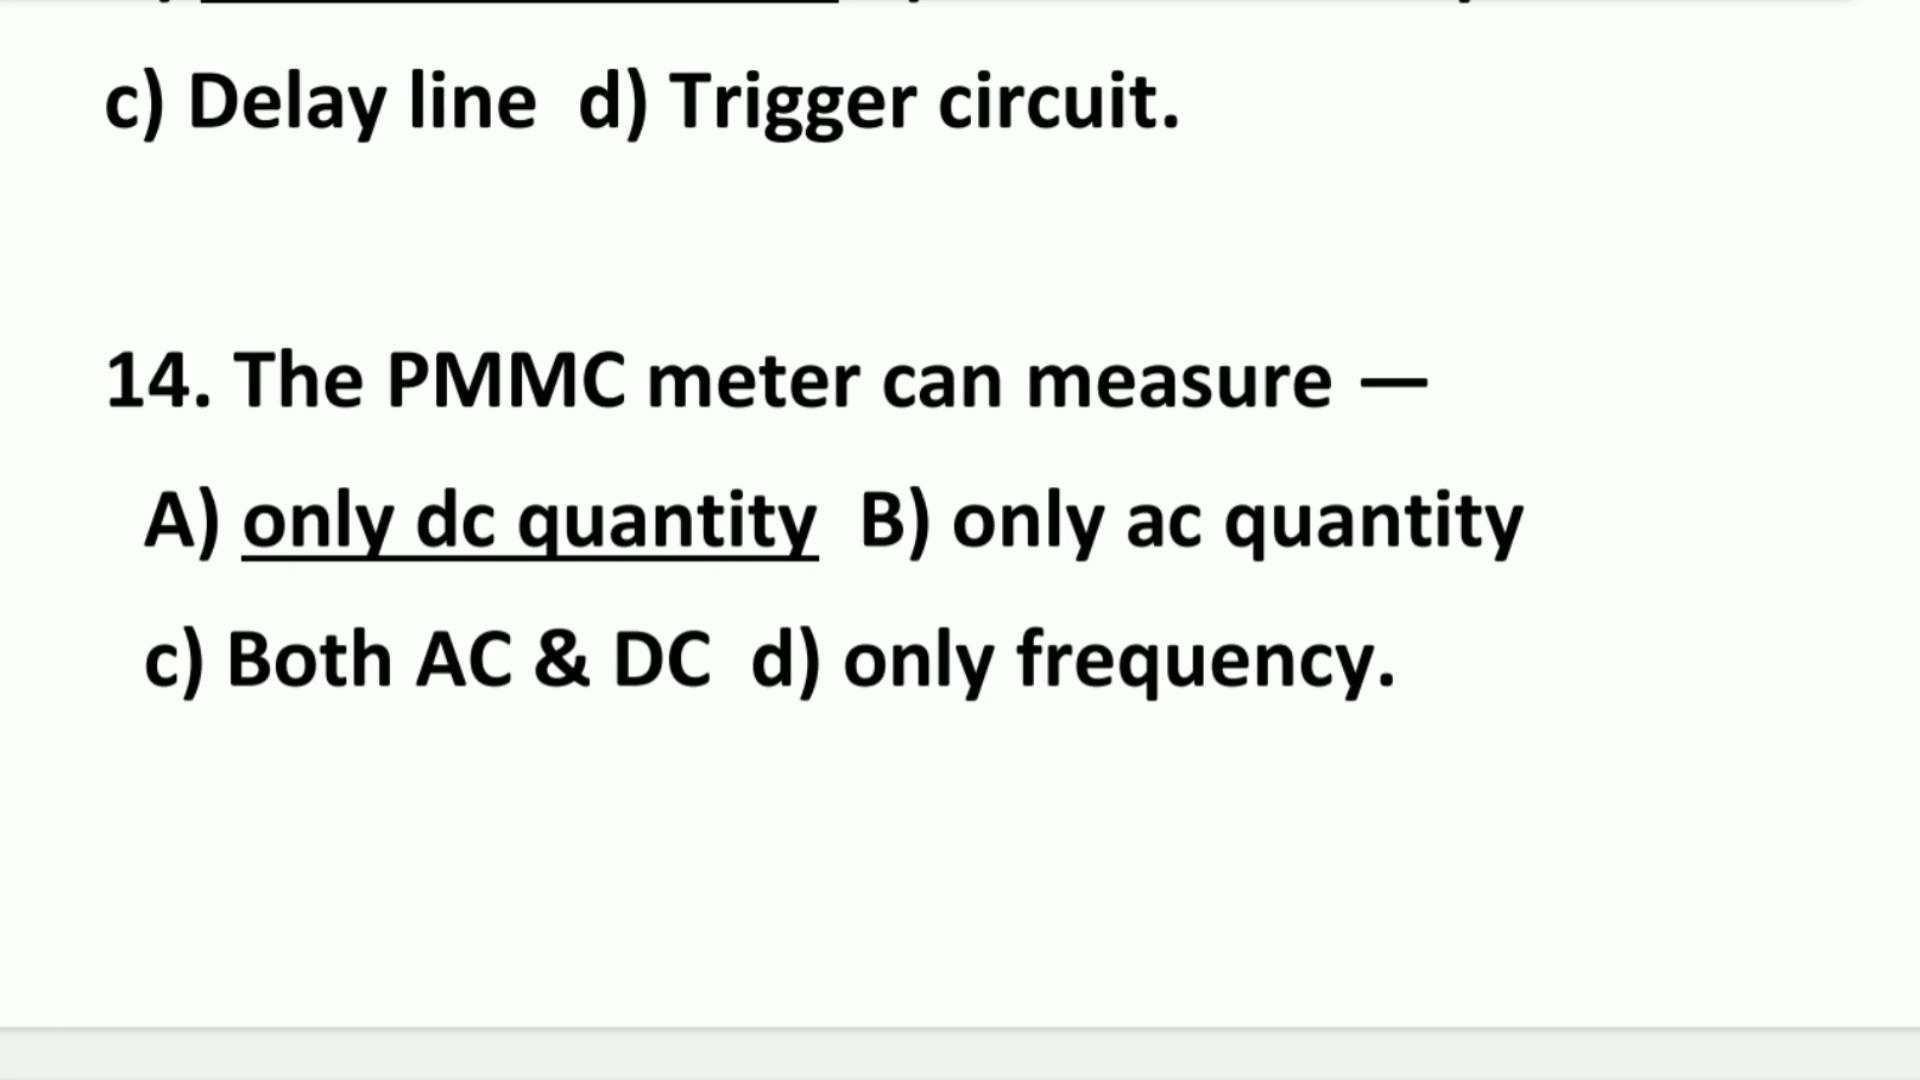 c) Delay line d) Trigger circuit.
14. The PMMC meter can measure —
A) only dc quantity B) only ac quantity
c) Both AC & DC d) only frequency.